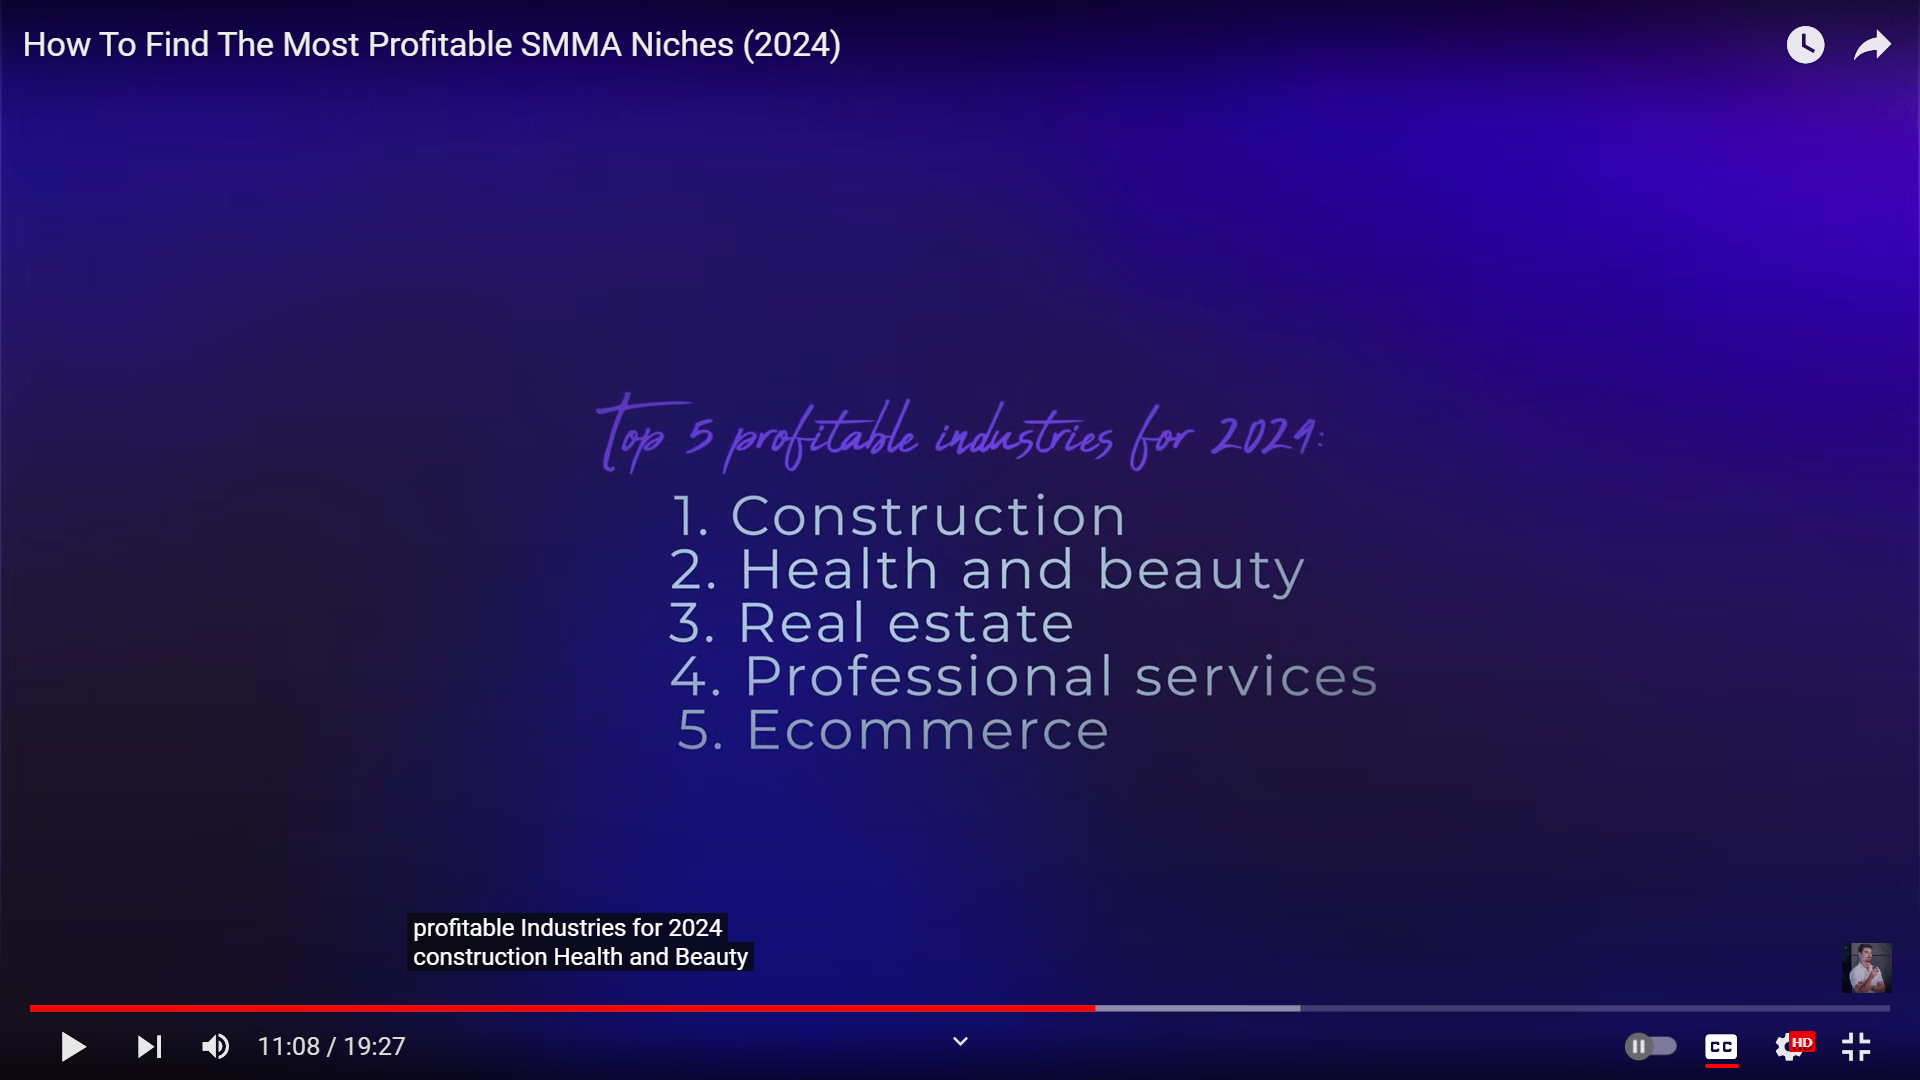 How To Find The Most Profitable SMMA Niches (2024)
Top 5 profitable industries for 2024:
1. Construction
2. Health and beauty
3. Real estate
4. Professional services
5. Ecommerce
profitable Industries for 2024
construction Health and Beauty
11:08 / 19:27
CC
HD